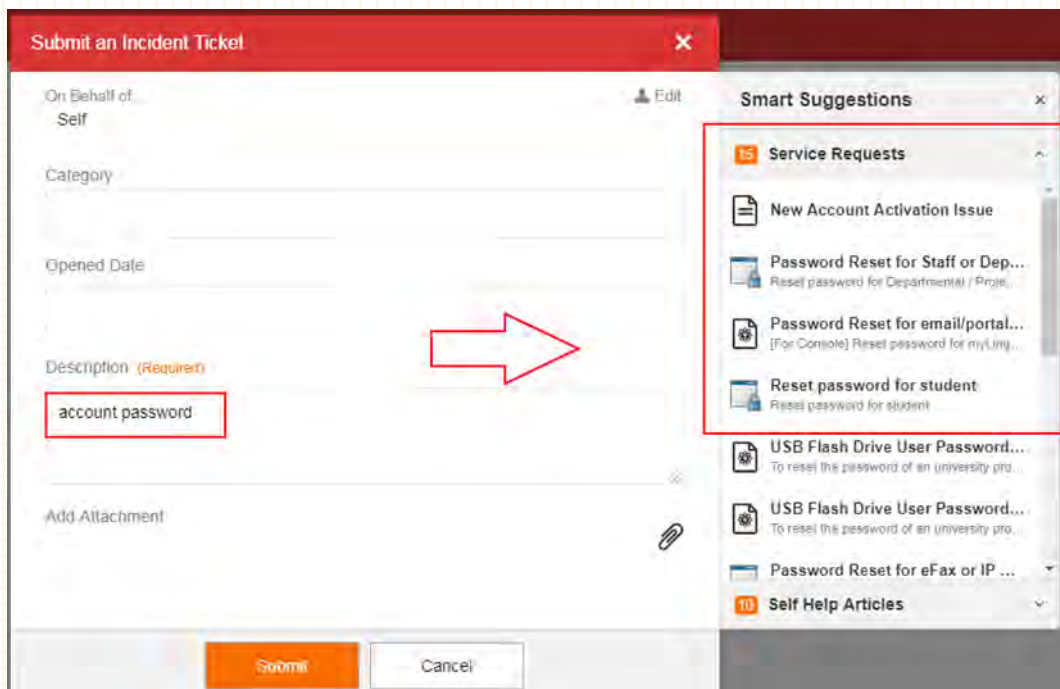 Submit an Incident Ticket
On Behalf of
Edit
Self
Category
Opened Date
Description (Required)
account password
Add Attachment
Submit
Cancel
Smart Suggestions
15 Service Requests
New Account Activation Issue
Password Reset for Staff or Dep...
Reset password for Departmental / Proje...
Password Reset for email/portal...
[For Console] Reset password for myLing...
Reset password for student
Reset password for student
USB Flash Drive User Password...
To reset the password of an university pro...
USB Flash Drive User Password...
To reset the password of an university pro...
Password Reset for eFax or IP ...
10 Self Help Articles